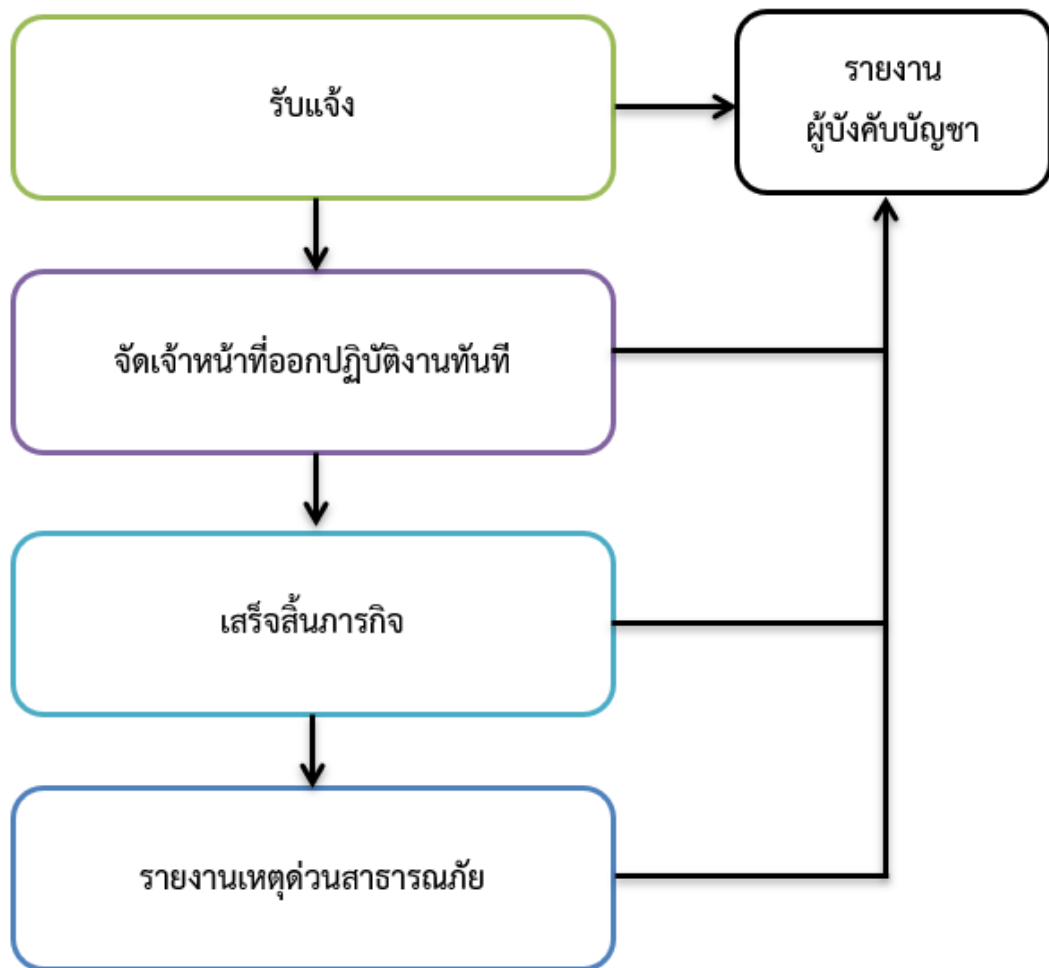 รับแจ้ง
รายงาน
ผู้บังคับบัญชา
จัดเจ้าหน้าที่ออกปฏิบัติงานทันที
เสร็จสิ้นภารกิจ
รายงานเหตุด่วนสาธารณภัย